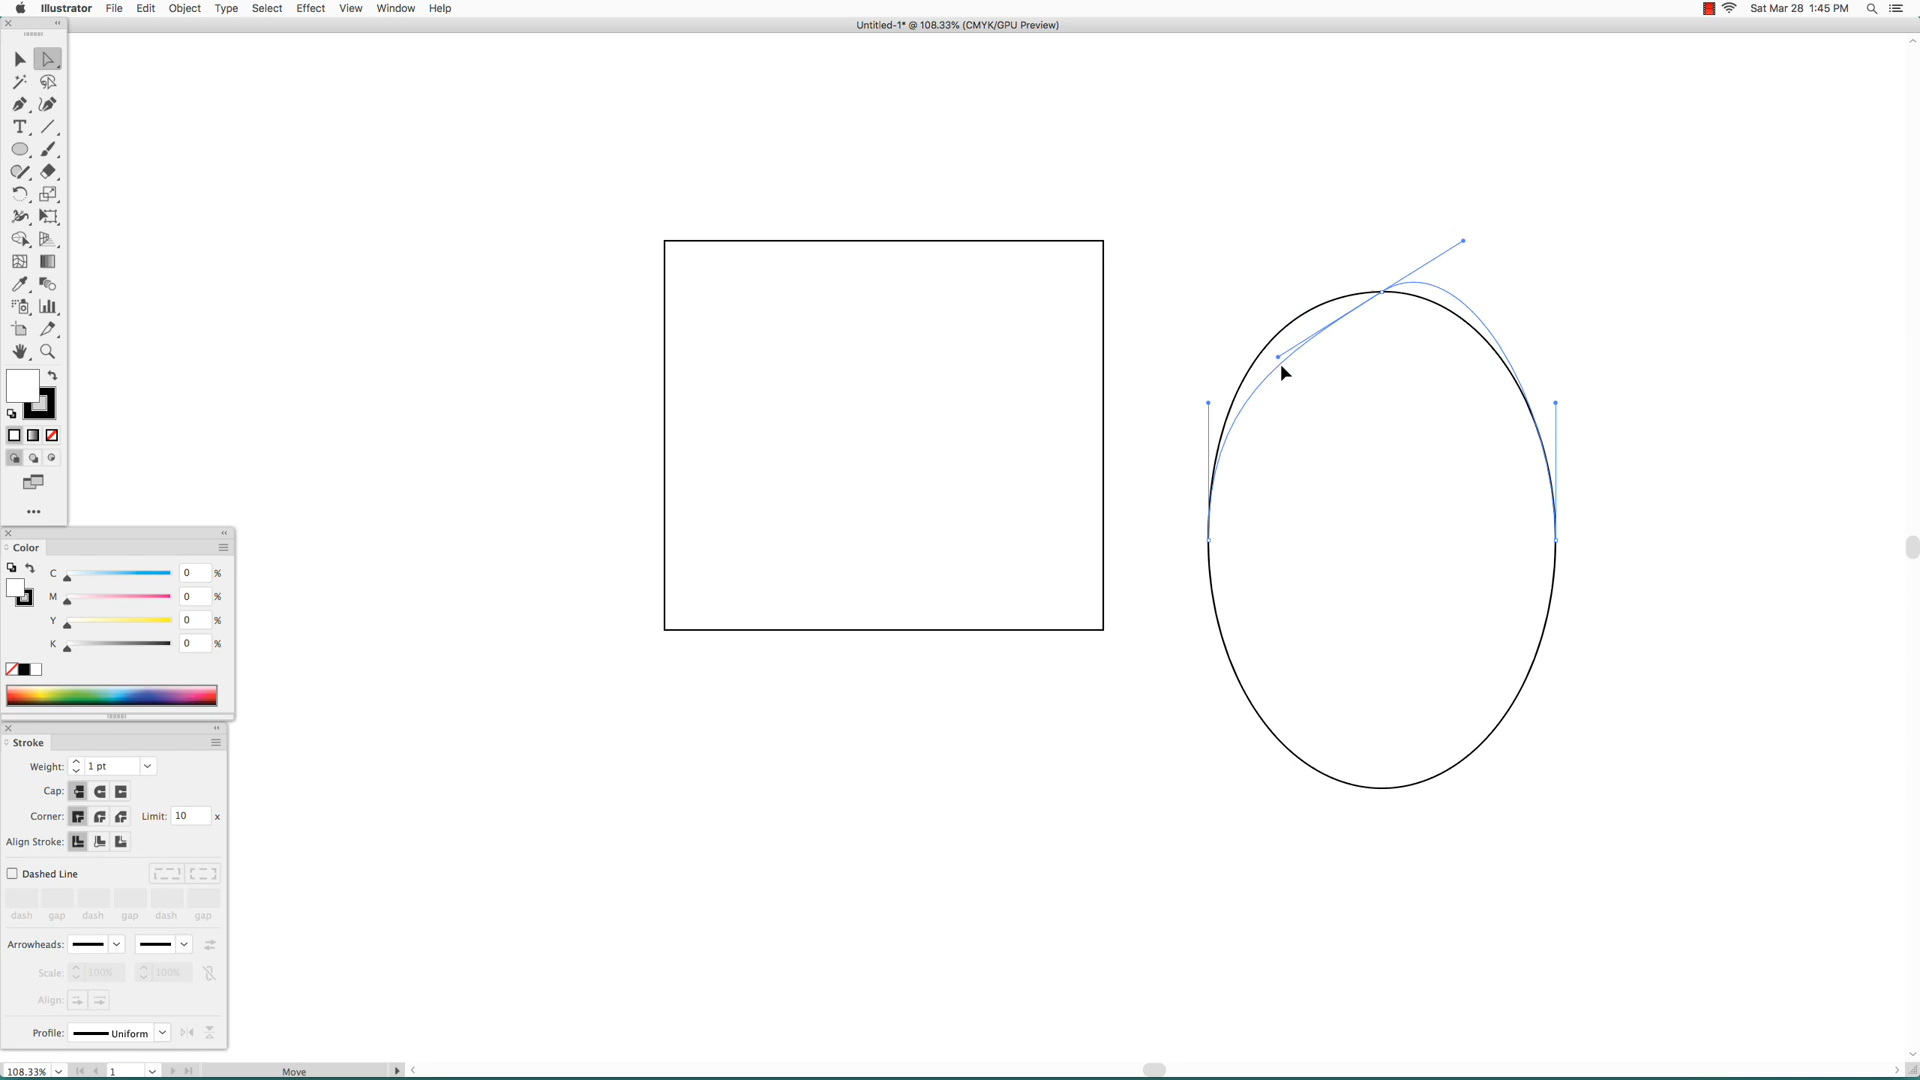 Illustrator File Edit Object Type Select Effect View Window Help Sat Mar 28 1:45 PM
Untitled-1* @ 108.33% (CMYK/GPU Preview)
Color
C 0 %
M 0 %
Y 0 %
K 0 %
Stroke
Weight: 1 pt
Cap:
Corner: Limit: 10 x
Align Stroke:
Dashed Line
dash gap dash gap dash gap
Arrowheads:
Scale: 100% 100%
Align:
Profile: Uniform
108.33% 1 Move